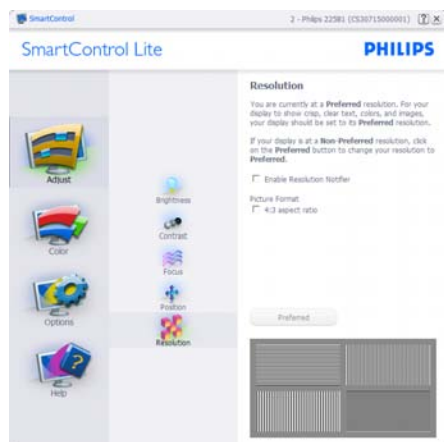 SmartControl
2 - Philips 225B1 (CS30715000001)
SmartControl Lite
PHILIPS
Adjust
Color
Options
Help
Brightness
Contrast
Focus
Position
Resolution
Resolution
You are currently at a Preferred resolution. For your
display to show crisp, clear text, colors, and images,
your display should be set to its Preferred resolution.
If your display is at a Non-Preferred resolution, click
on the Preferred button to change your resolution to
Preferred.
Enable Resolution Notifier
Picture Format
4:3 aspect ratio
Preferred